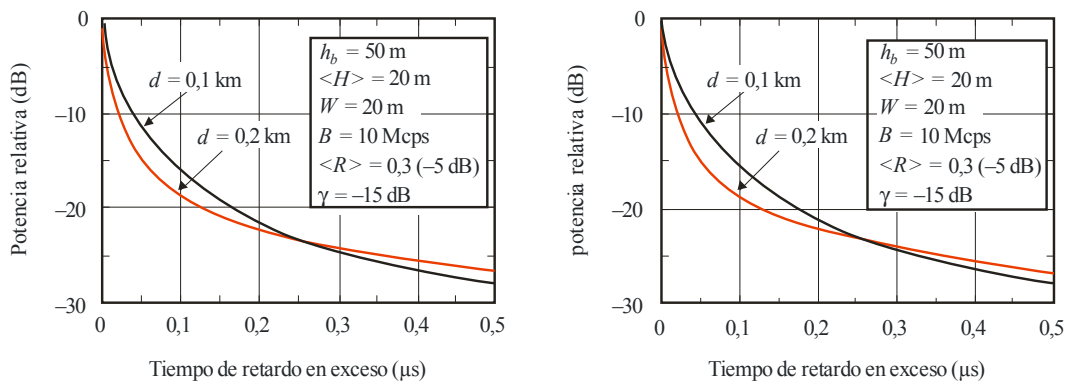 Potencia relativa (dB)
0
–10
–20
–30
d = 0,1 km
d = 0,2 km
h_b = 50 m
<H> = 20 m
W = 20 m
B = 10 Mcps
<R> = 0,3 (–5 dB)
γ = –15 dB
0 0,1 0,2 0,3 0,4 0,5
Tiempo de retardo en exceso (μs)
potencia relativa (dB)
0
–10
–20
–30
d = 0,1 km
d = 0,2 km
h_b = 50 m
<H> = 20 m
W = 20 m
B = 10 Mcps
<R> = 0,3 (–5 dB)
γ = –15 dB
0 0,1 0,2 0,3 0,4 0,5
Tiempo de retardo en exceso (μs)